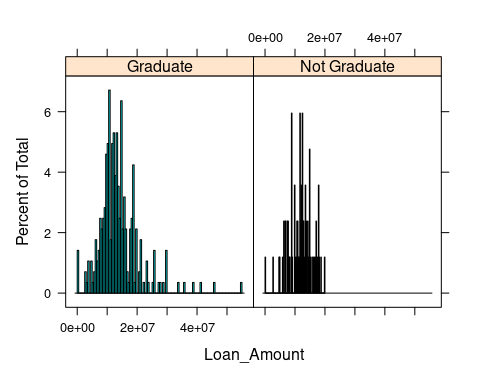 0e+00 2e+07 4e+07
Graduate Not Graduate
6
4
2
0
Percent of Total
0e+00 2e+07 4e+07
Loan_Amount